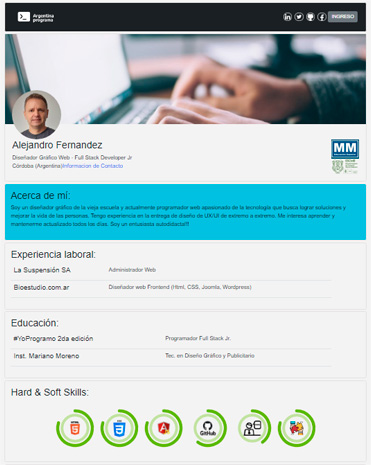 Argentina
programa
INGRESO
Alejandro Fernandez
Diseñador Gráfico Web - Full Stack Developer Jr
Córdoba (Argentina)Informacion de Contacto
MM
Acerca de mí:
Soy un diseñador gráfico de la vieja escuela y actualmente programador web apasionado de la tecnología que busca lograr soluciones y
mejorar la vida de las personas. Tengo experiencia en la entrega de diseño de UX/UI de extremo a extremo. Me interesa aprender y
mantenerme actualizado todos los días. Soy un entusiasta autodidacta!!!
Experiencia laboral:
La Suspensión SA Administrador Web
Bioestudio.com.ar Diseñador web Frontend (Html, CSS, Joomla, Wordpress)
Educación:
#YoProgramo 2da edición Programador Full Stack Jr.
Inst. Mariano Moreno Tec. en Diseño Gráfico y Publicitario
Hard & Soft Skills:
GitHub